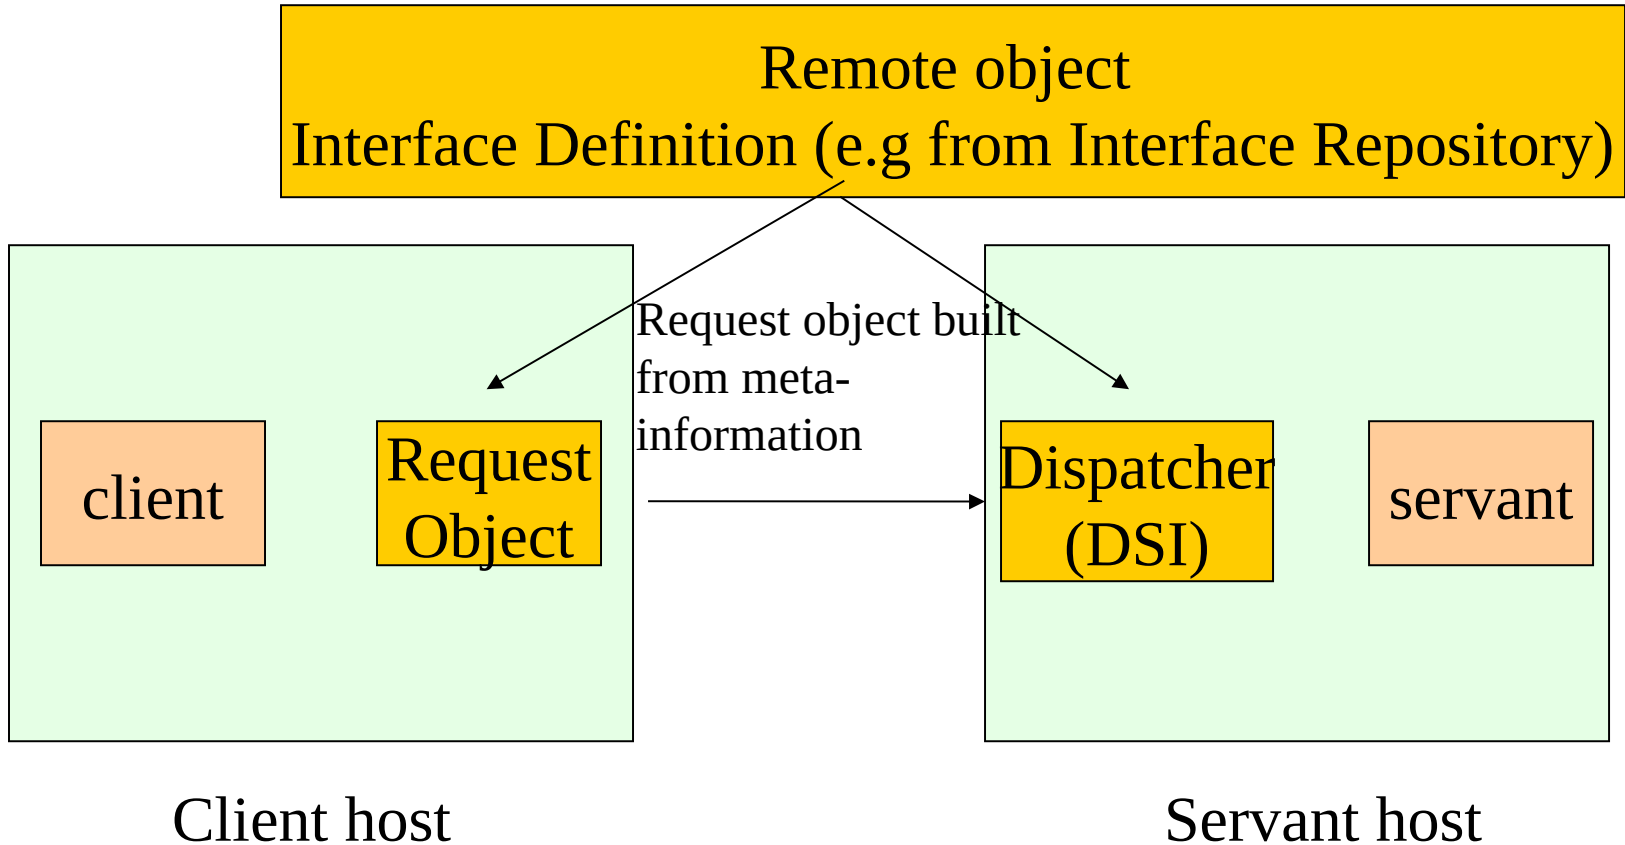 Remote object
Interface Definition (e.g from Interface Repository)
Request object built
from meta-
information
client
Request
Object
Dispatcher
(DSI)
servant
Client host
Servant host